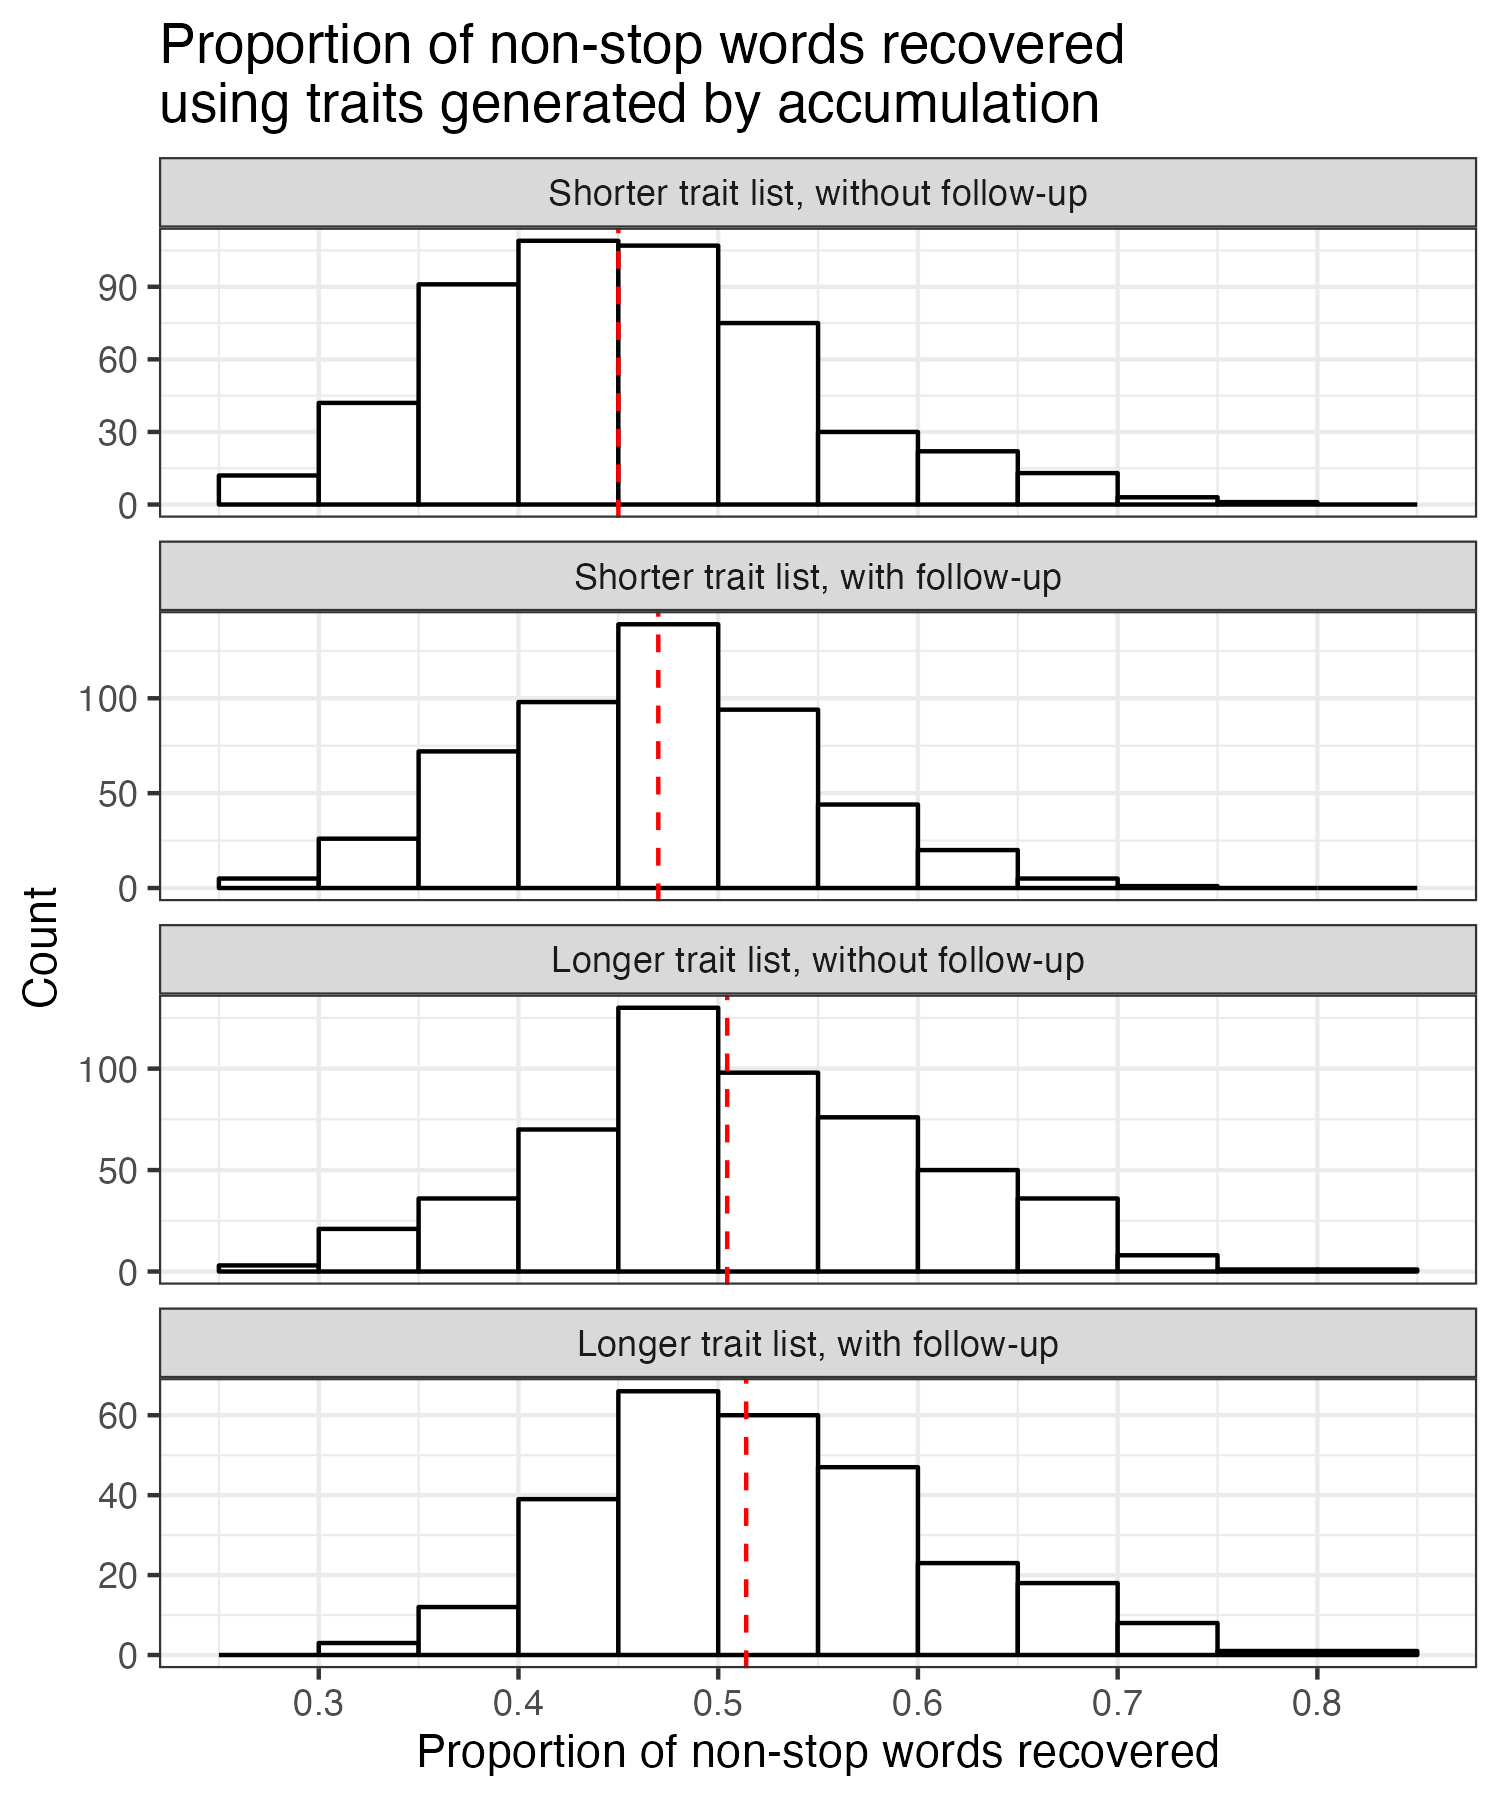 Proportion of non-stop words recovered
using traits generated by accumulation
Shorter trait list, without follow-up
90
60
30
0
Shorter trait list, with follow-up
100
50
0
Count
Longer trait list, without follow-up
100
50
0
Longer trait list, with follow-up
60
40
20
0
0.3 0.4 0.5 0.6 0.7 0.8
Proportion of non-stop words recovered